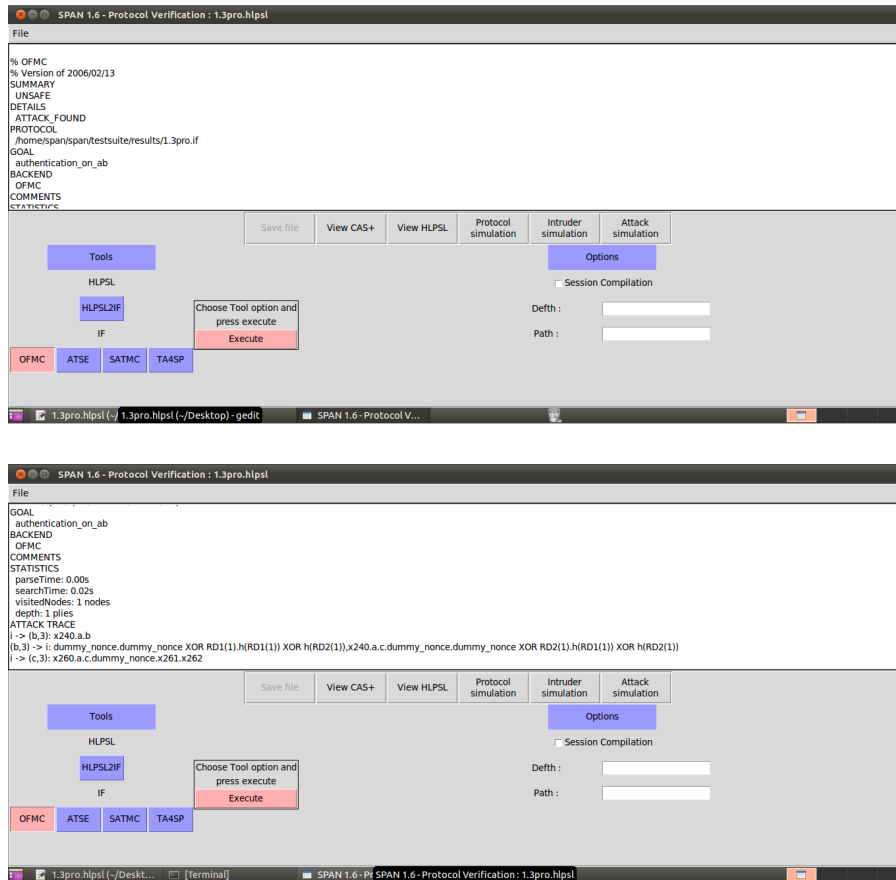 SPAN 1.6 - Protocol Verification : 1.3pro.hlpsl
File
% OFMC
% Version of 2006/02/13
SUMMARY
UNSAFE
DETAILS
ATTACK_FOUND
PROTOCOL
/home/span/span/testsuite/results/1.3pro.if
GOAL
authentication_on_ab
BACKEND
OFMC
COMMENTS
STATISTICS
Save file View CAS+ View HLPSL Protocol simulation Intruder simulation Attack simulation
Tools
Options
HLPSL
Session Compilation
HLPSL2IF
Choose Tool option and
press execute
Execute
Defth :
IF
Path :
OFMC ATSE SATMC TA4SP
1.3pro.hlpsl (~/ 1.3pro.hlpsl (~/Desktop) - gedit SPAN 1.6 - Protocol V...
SPAN 1.6 - Protocol Verification : 1.3pro.hlpsl
File
GOAL
authentication_on_ab
BACKEND
OFMC
COMMENTS
STATISTICS
parseTime: 0.00s
searchTime: 0.02s
visitedNodes: 1 nodes
depth: 1 plies
ATTACK TRACE
i -> (b,3): x240.a.b
(b,3) -> i: dummy_nonce.dummy_nonce XOR RD1(1).h(RD1(1)) XOR h(RD2(1)),x240.a.c.dummy_nonce.dummy_nonce XOR RD2(1).h(RD1(1)) XOR h(RD2(1))
i -> (c,3): x260.a.c.dummy_nonce.x261.x262
Save file View CAS+ View HLPSL Protocol simulation Intruder simulation Attack simulation
Tools
Options
HLPSL
Session Compilation
HLPSL2IF
Choose Tool option and
press execute
Execute
Defth :
IF
Path :
OFMC ATSE SATMC TA4SP
1.3pro.hlpsl (~/Deskt... [Terminal] SPAN 1.6 - Pr SPAN 1.6 - Protocol Verification : 1.3pro.hlpsl